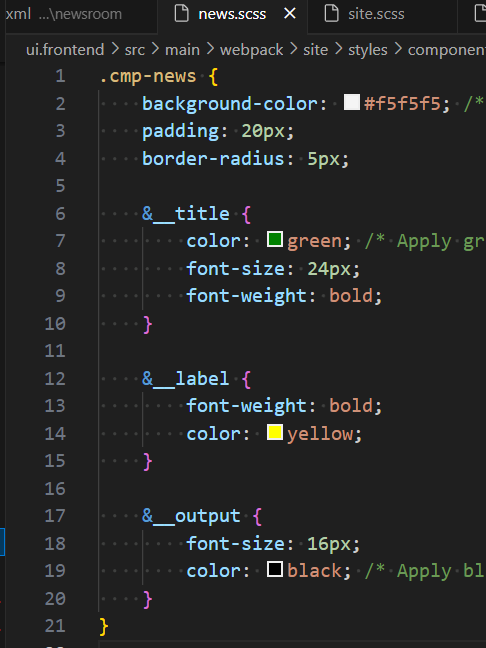 xml ...\newsroom news.scss × site.scss
ui.frontend > src > main > webpack > site > styles > component
1 .cmp-news {
2 background-color: #f5f5f5; /*
3 padding: 20px;
4 border-radius: 5px;
5
6 &__title {
7 color: green; /* Apply gr
8 font-size: 24px;
9 font-weight: bold;
10 }
11
12 &__label {
13 font-weight: bold;
14 color: yellow;
15 }
16
17 &__output {
18 font-size: 16px;
19 color: black; /* Apply bl
20 }
21 }